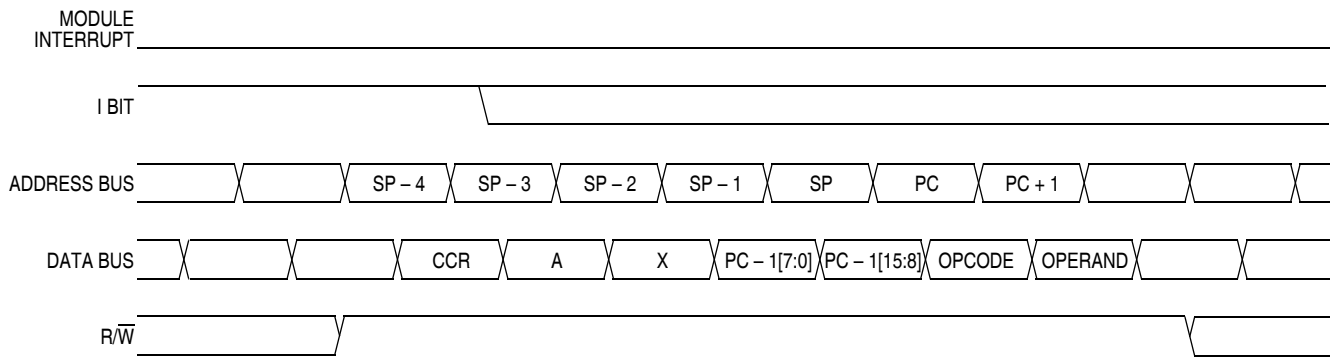 MODULE
INTERRUPT
I BIT
ADDRESS BUS SP – 4 SP – 3 SP – 2 SP – 1 SP PC PC + 1
DATA BUS CCR A X PC – 1[7:0] PC – 1[15:8] OPCODE OPERAND
R/W̅